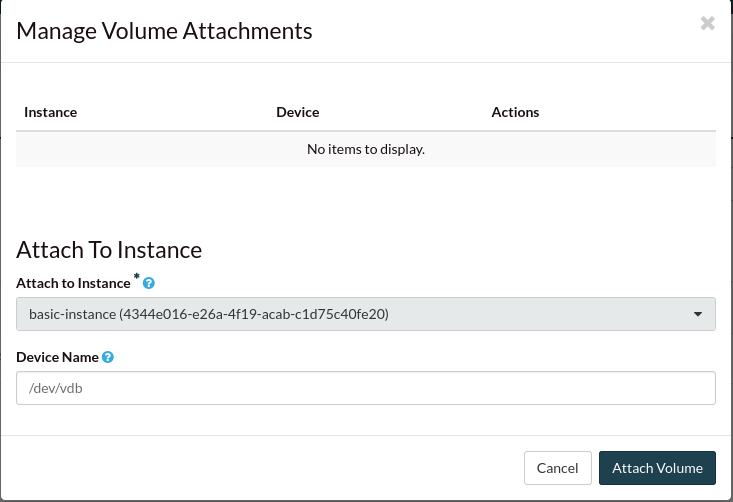 Manage Volume Attachments
Instance Device Actions
No items to display.
Attach To Instance
Attach to Instance *
basic-instance (4344e016-e26a-4f19-acab-c1d75c40fe20)
Device Name
/dev/vdb
Cancel Attach Volume